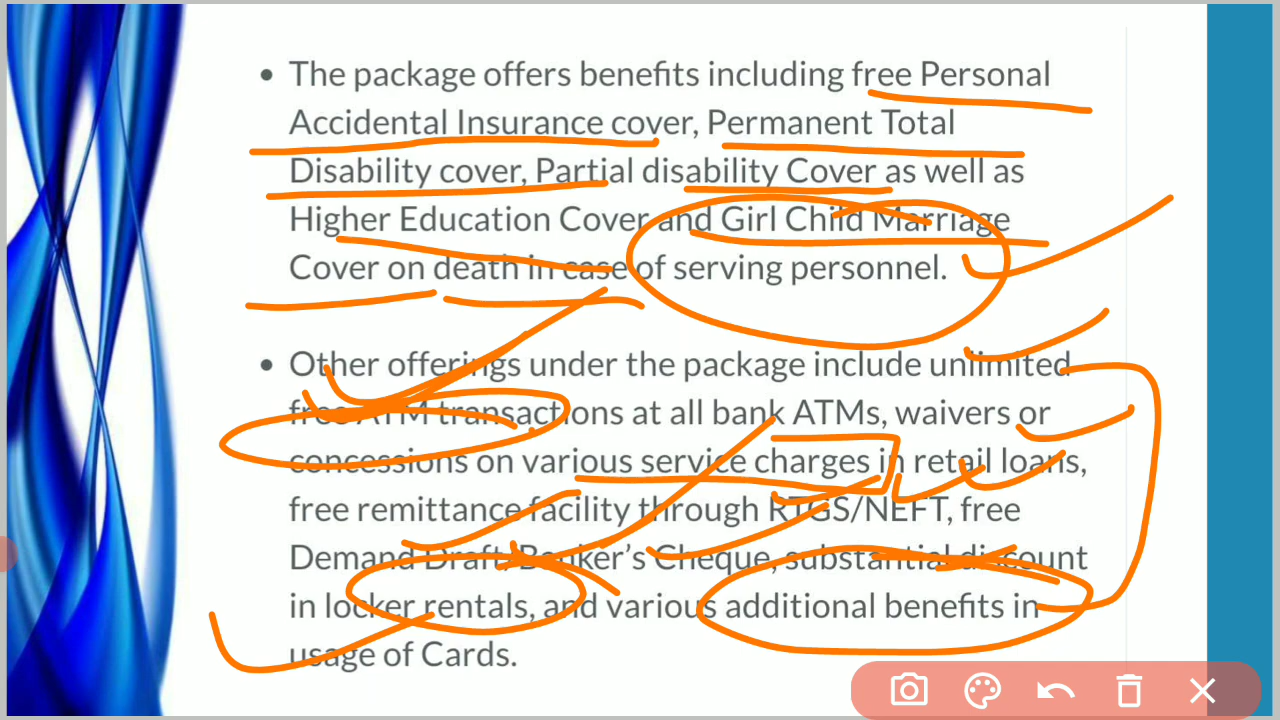 • The package offers benefits including free Personal
Accidental Insurance cover, Permanent Total
Disability cover, Partial disability Cover as well as
Higher Education Cover and Girl Child Marriage
Cover on death in case of serving personnel.
• Other offerings under the package include unlimited
free ATM transactions at all bank ATMs, waivers or
concessions on various service charges in retail loans,
free remittance facility through RTGS/NEFT, free
Demand Draft/Banker’s Cheque, substantial discount
in locker rentals, and various additional benefits in
usage of Cards.